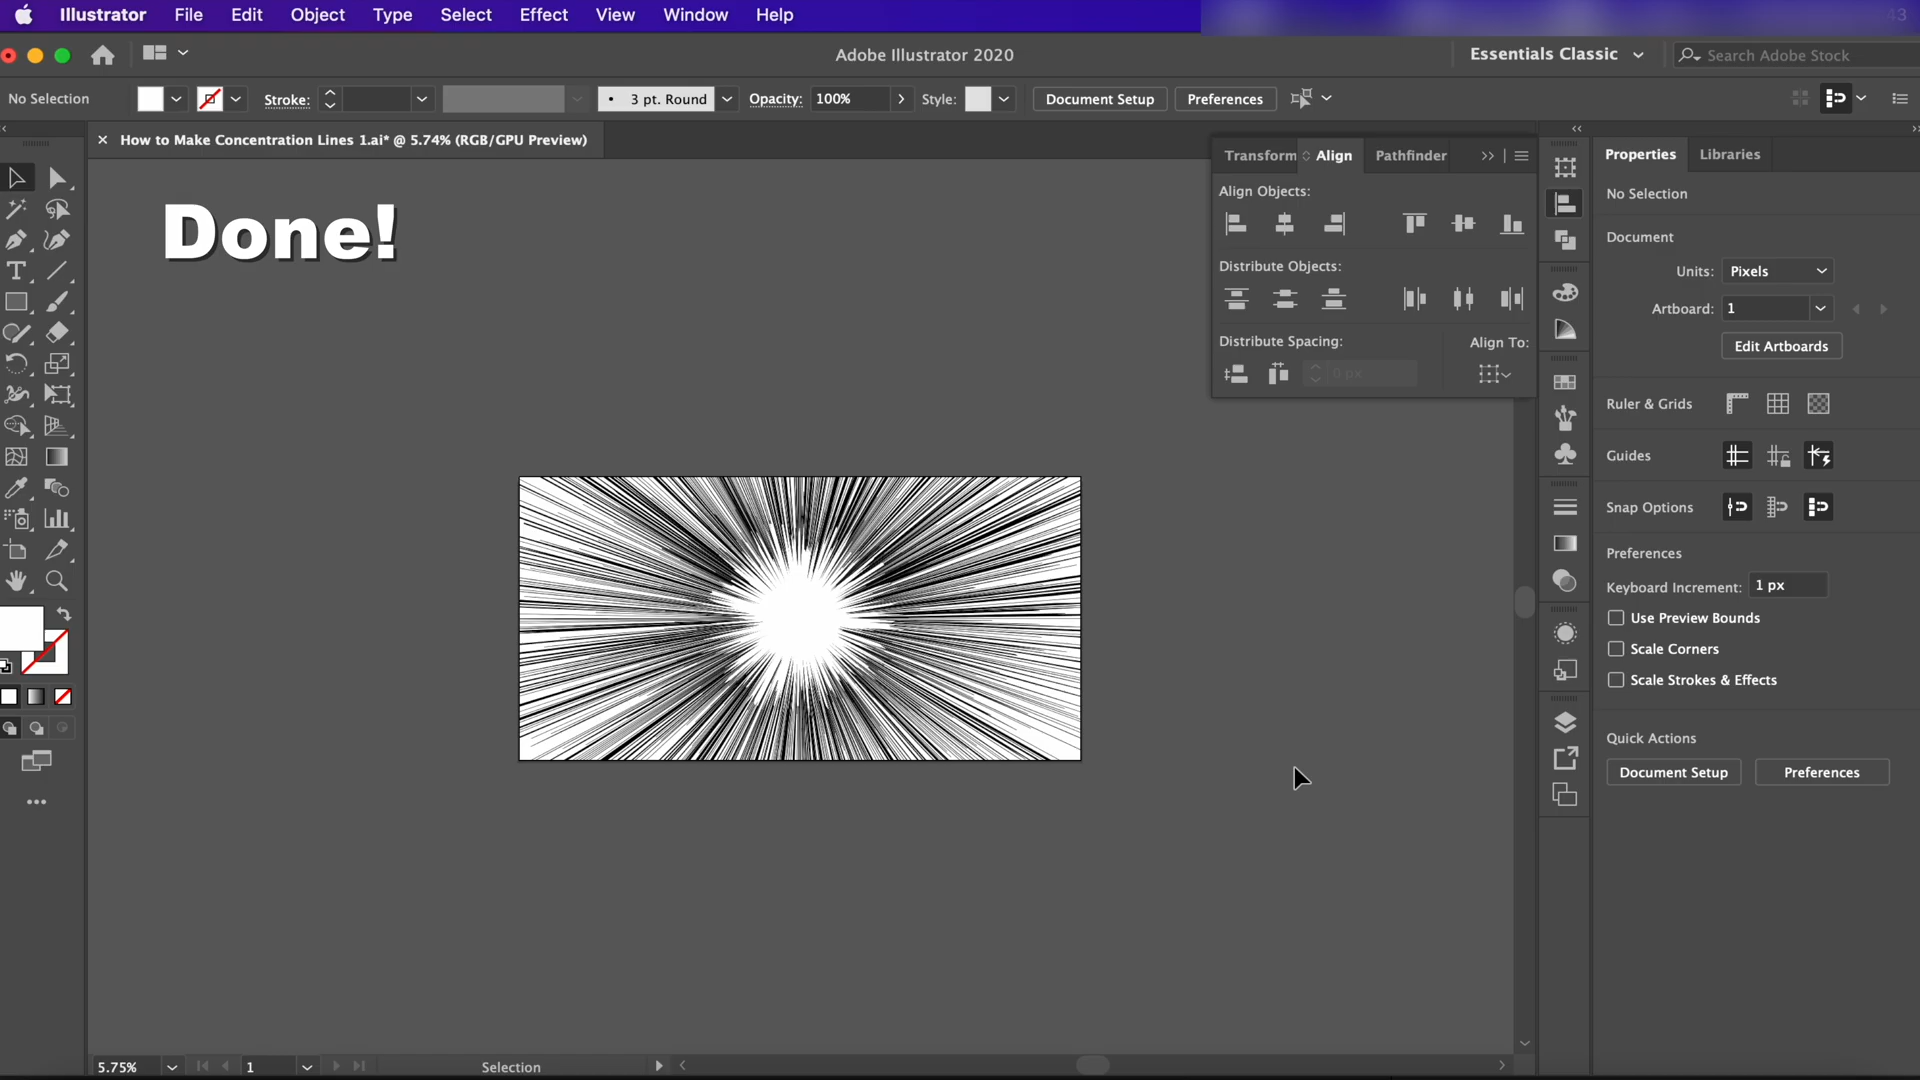 Illustrator File Edit Object Type Select Effect View Window Help
43
Adobe Illustrator 2020
Essentials Classic
Search Adobe Stock
No Selection
Stroke:
3 pt. Round
Opacity: 100%
Style:
Document Setup
Preferences
How to Make Concentration Lines 1.ai* @ 5.74% (RGB/GPU Preview)
Done!
Transform Align Pathfinder
Align Objects:
Distribute Objects:
Distribute Spacing:
Align To:
0 px
Properties Libraries
No Selection
Document
Units: Pixels
Artboard: 1
Edit Artboards
Ruler & Grids
Guides
Snap Options
Preferences
Keyboard Increment: 1 px
Use Preview Bounds
Scale Corners
Scale Strokes & Effects
Quick Actions
Document Setup Preferences
5.75% 1 Selection